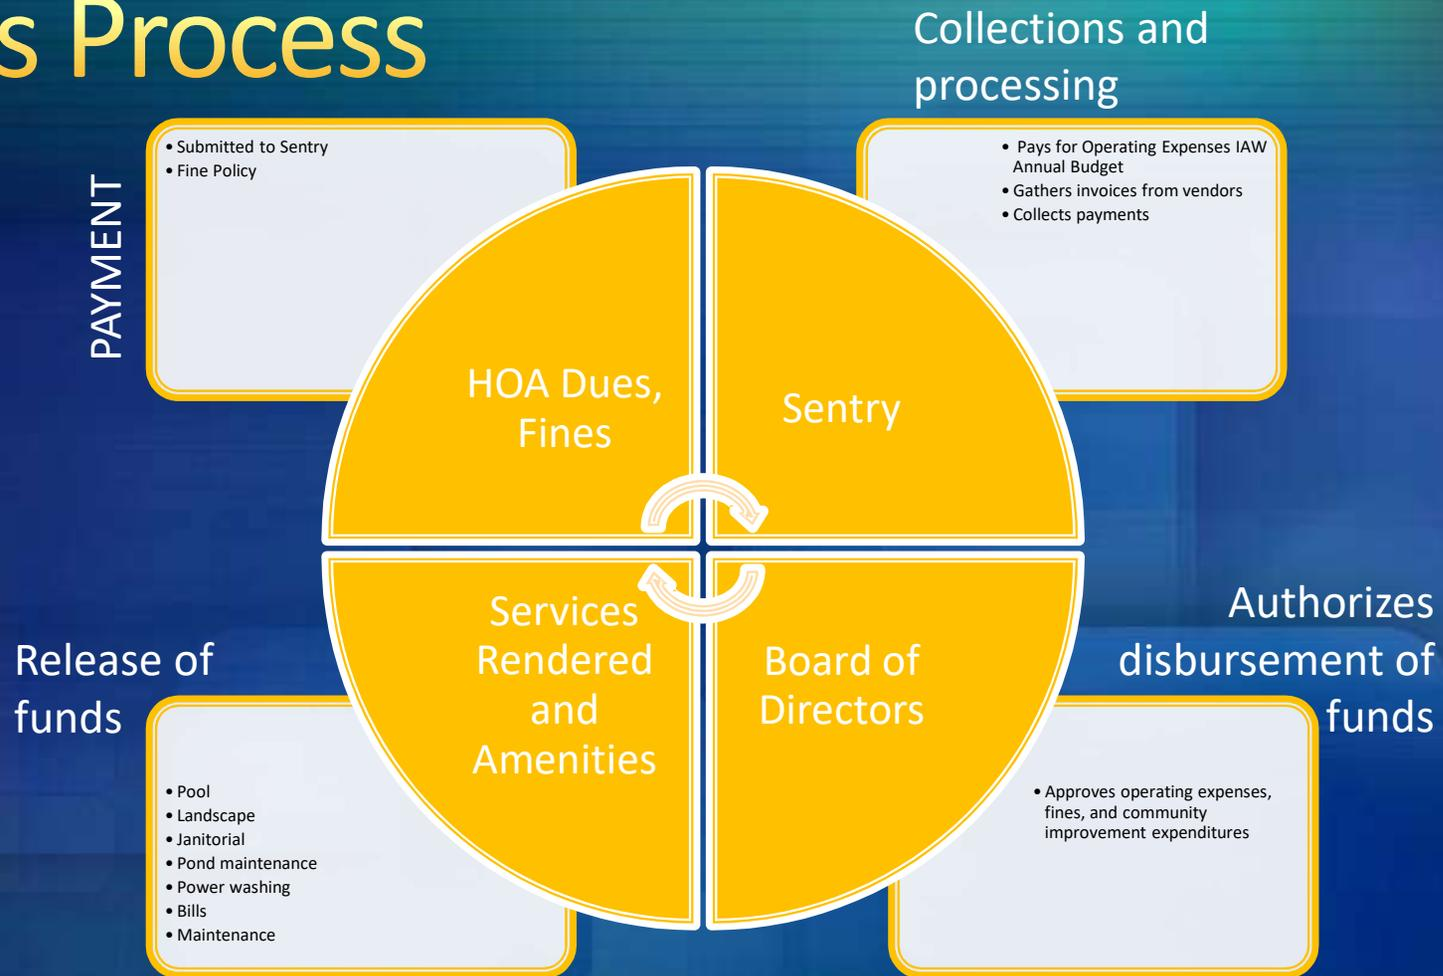 s Process
Collections and
processing
PAYMENT
• Submitted to Sentry
• Fine Policy
• Pays for Operating Expenses IAW
Annual Budget
• Gathers invoices from vendors
• Collects payments
HOA Dues,
Fines
Sentry
Services
Rendered
and
Amenities
Board of
Directors
Release of
funds
Authorizes
disbursement of
funds
• Pool
• Landscape
• Janitorial
• Pond maintenance
• Power washing
• Bills
• Maintenance
• Approves operating expenses,
fines, and community
improvement expenditures